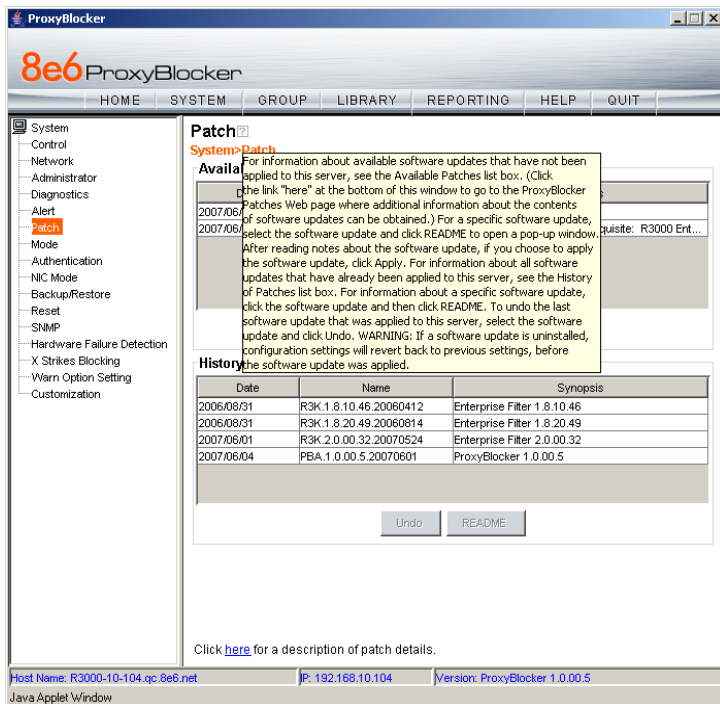 ProxyBlocker
8e6 ProxyBlocker
HOME SYSTEM GROUP LIBRARY REPORTING HELP QUIT
System
Control
Network
Administrator
Diagnostics
Alert
Patch
Mode
Authentication
NIC Mode
Backup/Restore
Reset
SNMP
Hardware Failure Detection
X Strikes Blocking
Warn Option Setting
Customization
Patch ?
System>Patch
For information about available software updates that have not been
applied to this server, see the Available Patches list box. (Click
the link "here" at the bottom of this window to go to the ProxyBlocker
Patches Web page where additional information about the contents
of software updates can be obtained.) For a specific software update,
select the software update and click README to open a pop-up window.
After reading notes about the software update, if you choose to apply
the software update, click Apply. For information about all software
updates that have already been applied to this server, see the History
of Patches list box. For information about a specific software update,
click the software update and then click README. To undo the last
software update that was applied to this server, select the software
update and click Undo. WARNING: If a software update is uninstalled,
configuration settings will revert back to previous settings, before
the software update was applied.
Availa
D s
2007/06/
2007/06/ quisite: R3000 Ent...
History
Date Name Synopsis
2006/08/31 R3K.1.8.10.46.20060412 Enterprise Filter 1.8.10.46
2006/08/31 R3K.1.8.20.49.20060814 Enterprise Filter 1.8.20.49
2007/06/01 R3K.2.0.00.32.20070524 Enterprise Filter 2.0.00.32
2007/06/04 PBA.1.0.00.5.20070601 ProxyBlocker 1.0.00.5
Undo README
Click here for a description of patch details.
Host Name: R3000-10-104.qc.8e6.net IP: 192.168.10.104 Version: ProxyBlocker 1.0.00.5
Java Applet Window